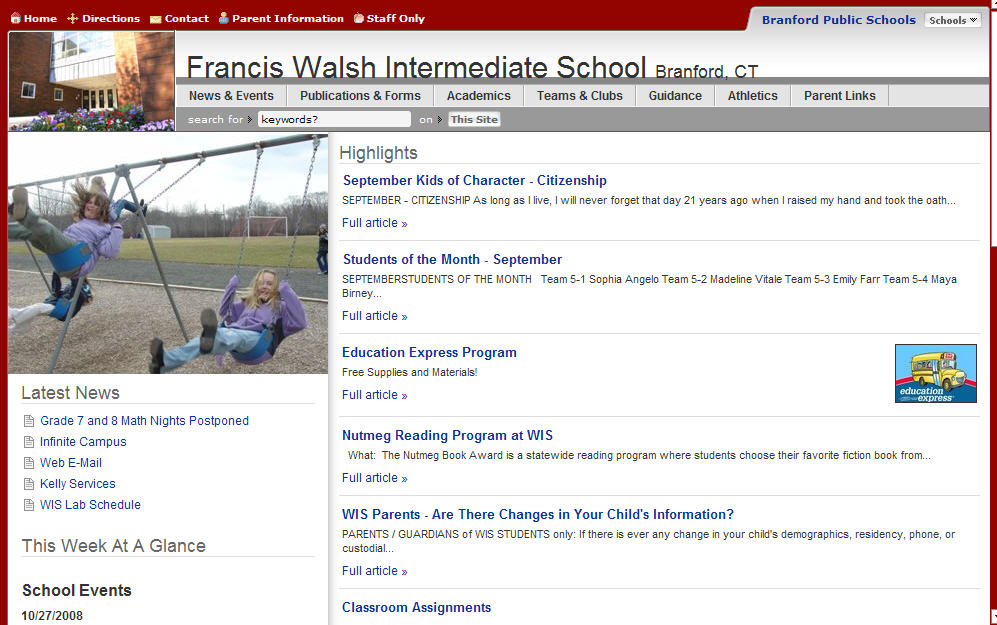 Home Directions Contact Parent Information Staff Only
Branford Public Schools Schools
Francis Walsh Intermediate School Branford, CT
News & Events Publications & Forms Academics Teams & Clubs Guidance Athletics Parent Links
search for keywords? on This Site
Highlights
September Kids of Character - Citizenship
SEPTEMBER - CITIZENSHIP As long as I live, I will never forget that day 21 years ago when I raised my hand and took the oath...
Full article »
Students of the Month - September
SEPTEMBERSTUDENTS OF THE MONTH Team 5-1 Sophia Angelo Team 5-2 Madeline Vitale Team 5-3 Emily Farr Team 5-4 Maya
Birney...
Full article »
Education Express Program
Free Supplies and Materials!
Full article »
education
express
Nutmeg Reading Program at WIS
What: The Nutmeg Book Award is a statewide reading program where students choose their favorite fiction book from...
Full article »
WIS Parents - Are There Changes in Your Child's Information?
PARENTS / GUARDIANS of WIS STUDENTS only: If there is ever any change in your child's demographics, residency, phone, or
custodial...
Full article »
Classroom Assignments
Latest News
Grade 7 and 8 Math Nights Postponed
Infinite Campus
Web E-Mail
Kelly Services
WIS Lab Schedule
This Week At A Glance
School Events
10/27/2008